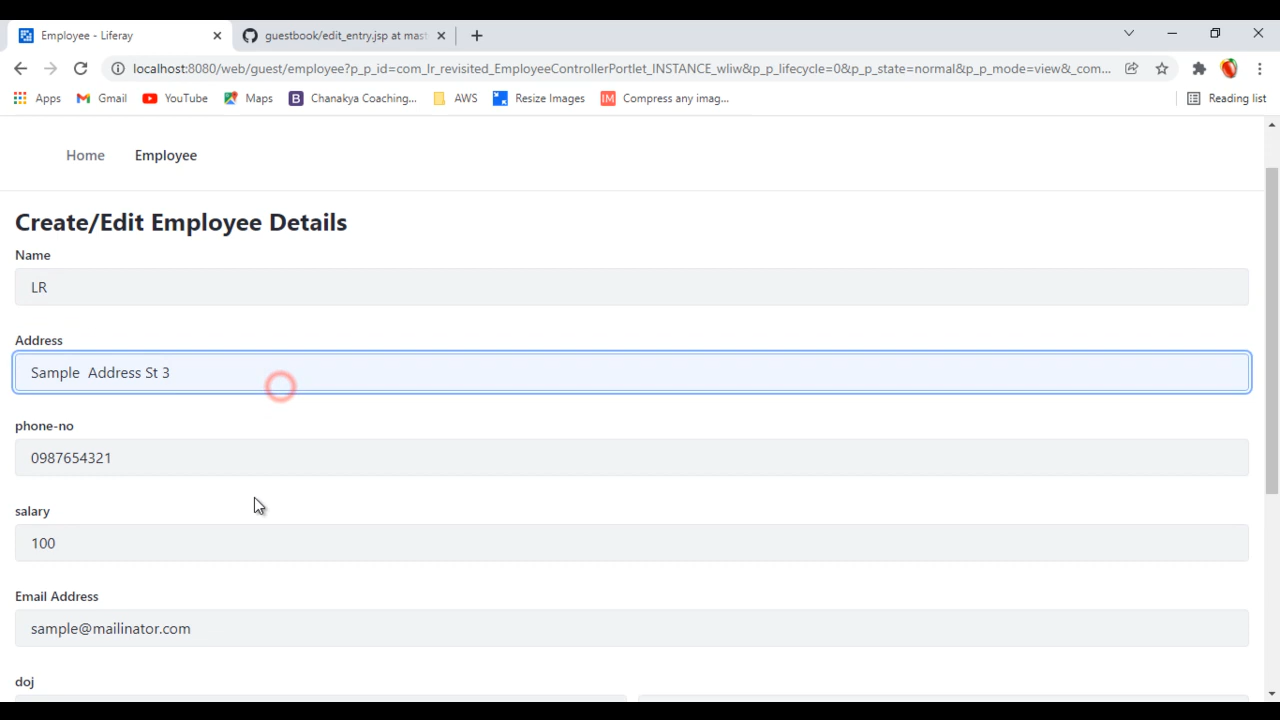 Employee - Liferay
guestbook/edit_entry.jsp at mast
localhost:8080/web/guest/employee?p_p_id=com_lr_revisited_EmployeeControllerPortlet_INSTANCE_wliw&p_p_lifecycle=0&p_p_state=normal&p_p_mode=view&_com...
Apps Gmail YouTube Maps B Chanakya Coaching... AWS Resize Images IM Compress any imag... Reading list
Home Employee
Create/Edit Employee Details
Name
LR
Address
Sample Address St 3
phone-no
0987654321
salary
100
Email Address
sample@mailinator.com
doj